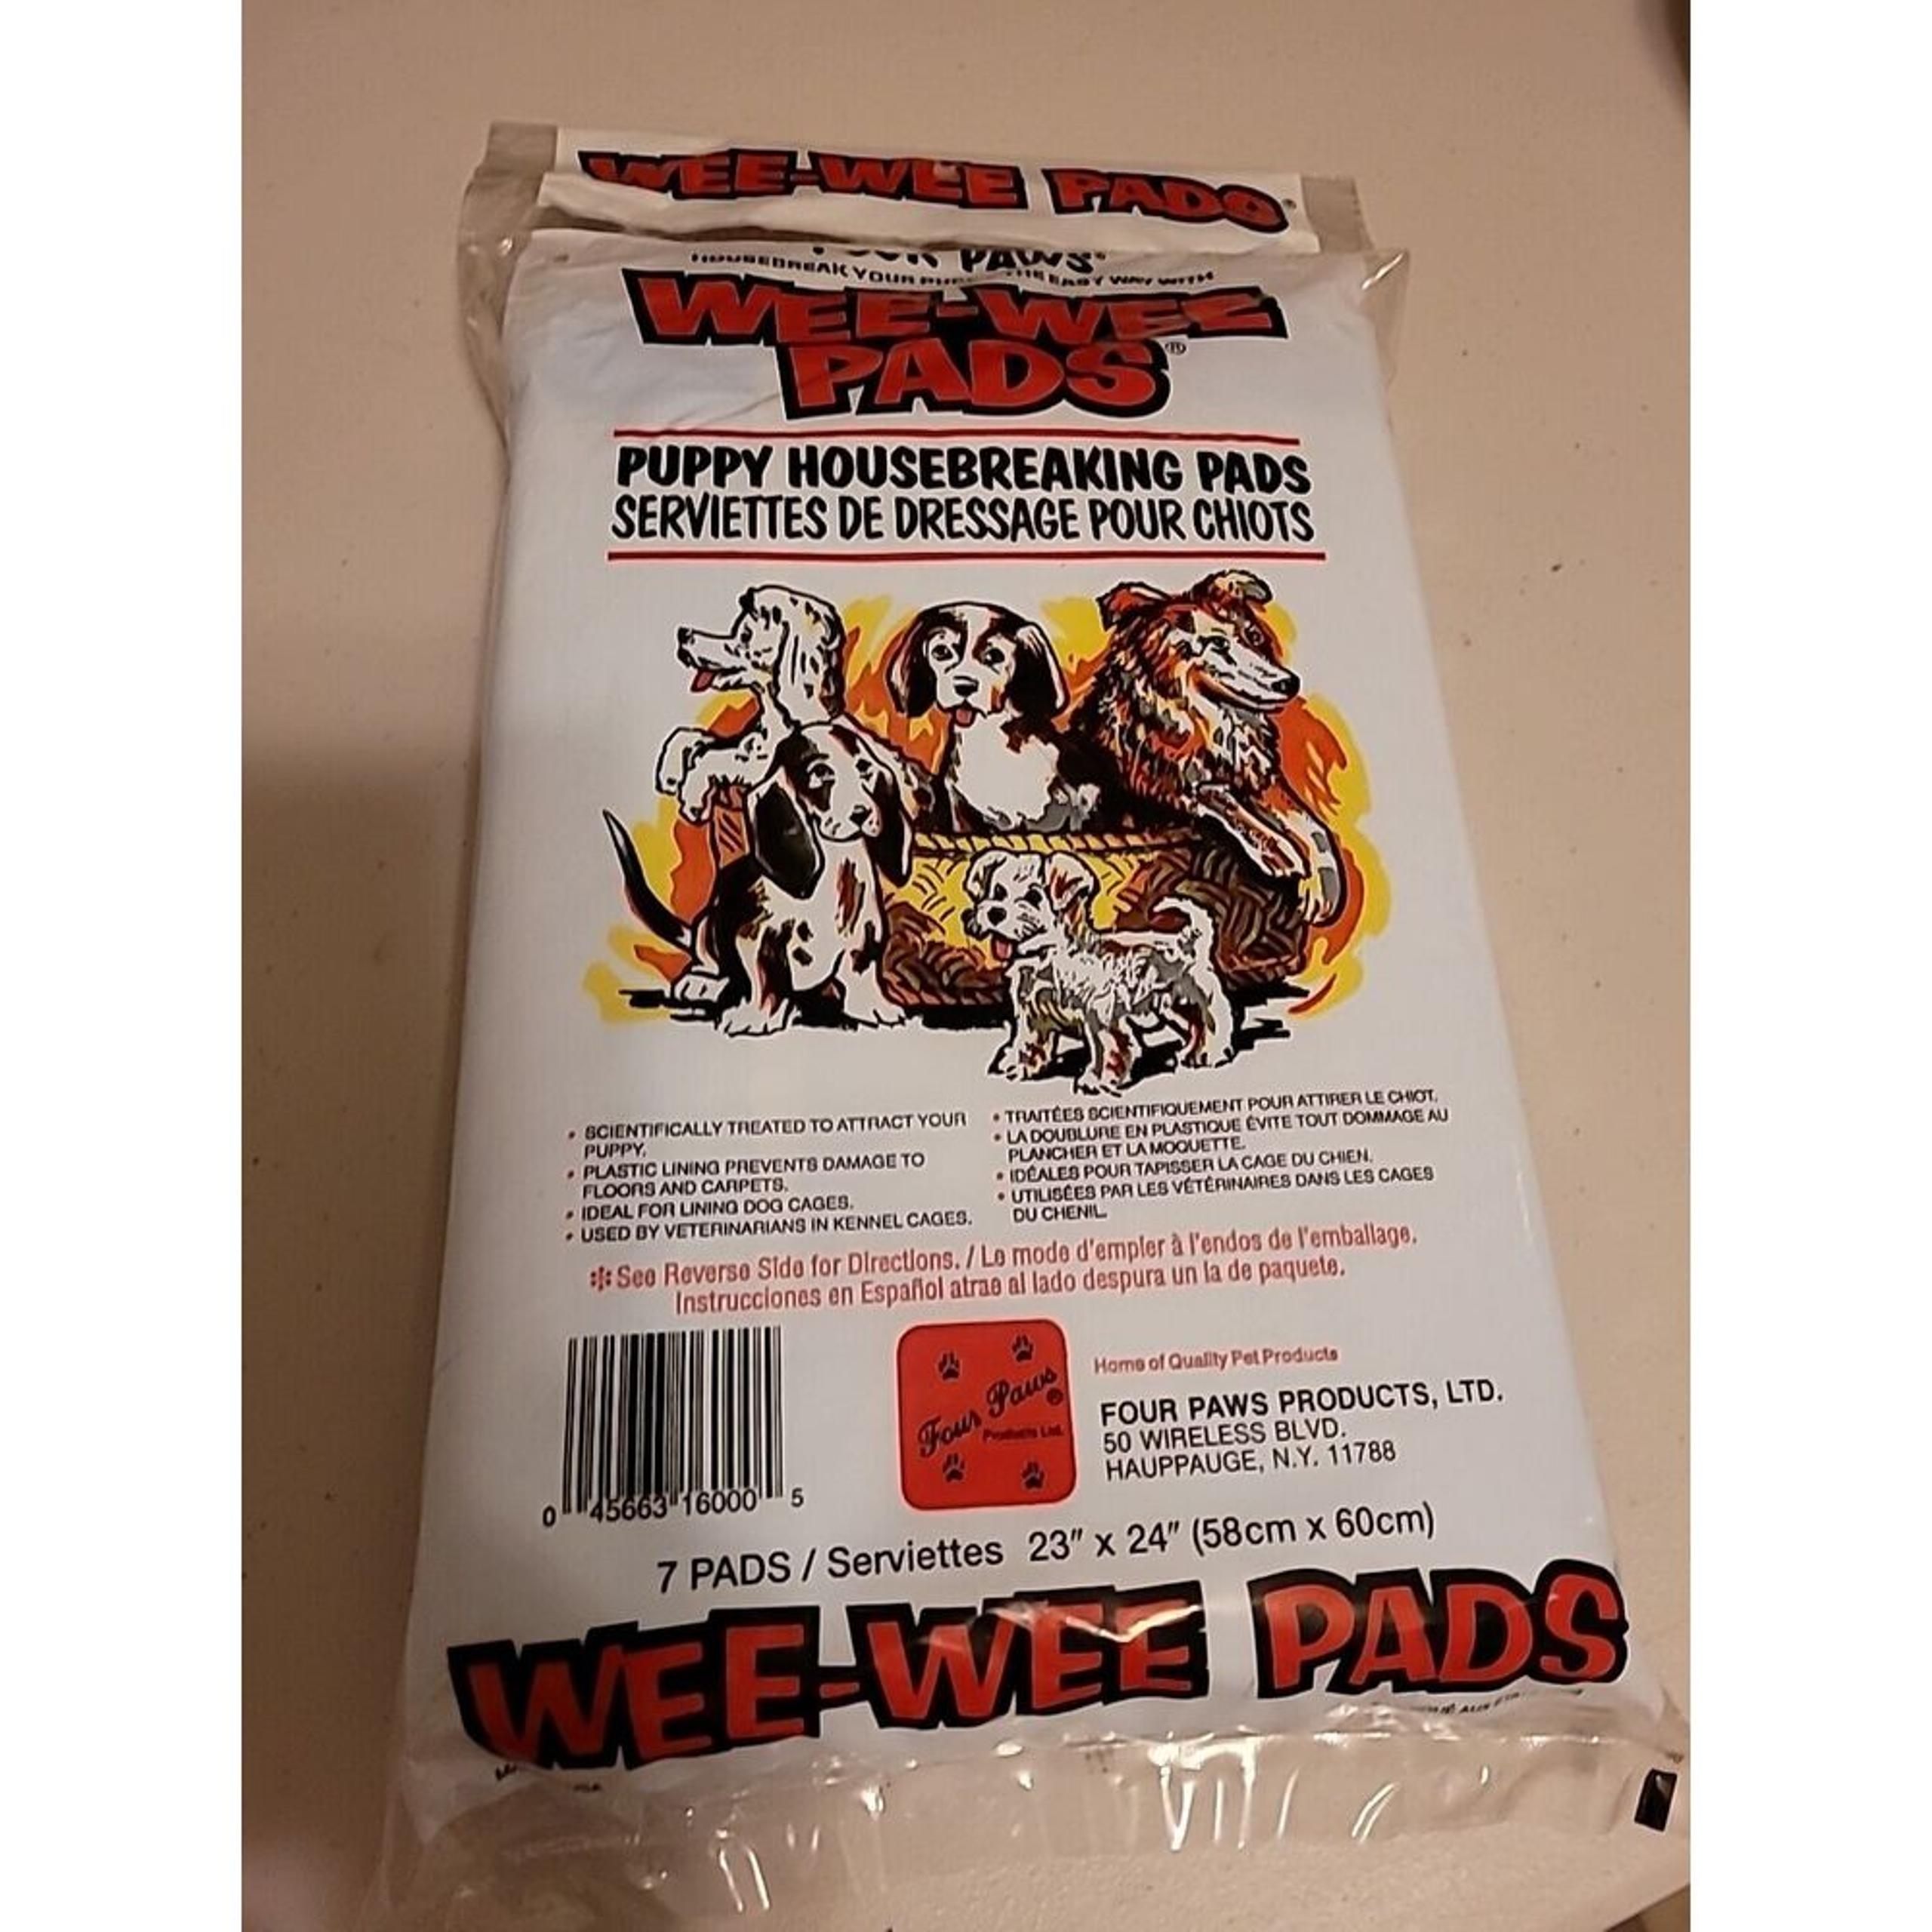 WEE-WEE PADS®
FOUR PAWS®
HOUSEBREAK YOUR THE EASY WAY WITH
WEE-WEE
PADS®
PUPPY HOUSEBREAKING PADS
SERVIETTES DE DRESSAGE POUR CHIOTS
• SCIENTIFICALLY TREATED TO ATTRACT YOUR
PUPPY.
• PLASTIC LINING PREVENTS DAMAGE TO
FLOORS AND CARPETS.
• IDEAL FOR LINING DOG CAGES.
• USED BY VETERINARIANS IN KENNEL CAGES.
• TRAITÉES SCIENTIFIQUEMENT POUR ATTIRER LE CHIOT.
• LA DOUBLURE EN PLASTIQUE ÉVITE TOUT DOMMAGE AU
PLANCHER ET LA MOQUETTE.
• IDÉALES POUR TAPISSER LA CAGE DU CHIEN.
• UTILISÉES PAR LES VÉTÉRINAIRES DANS LES CAGES
DU CHENIL.
✻ See Reverse Side for Directions. / Le mode d'empler à l'endos de l'emballage.
Instrucciones en Español atrae al lado despura un la de paquete.
0 45663 16000 5
Four Paws®
Products Ltd.
Home of Quality Pet Products
FOUR PAWS PRODUCTS, LTD.
50 WIRELESS BLVD.
HAUPPAUGE, N.Y. 11788
7 PADS / Serviettes 23" x 24" (58cm x 60cm)
WEE-WEE PADS